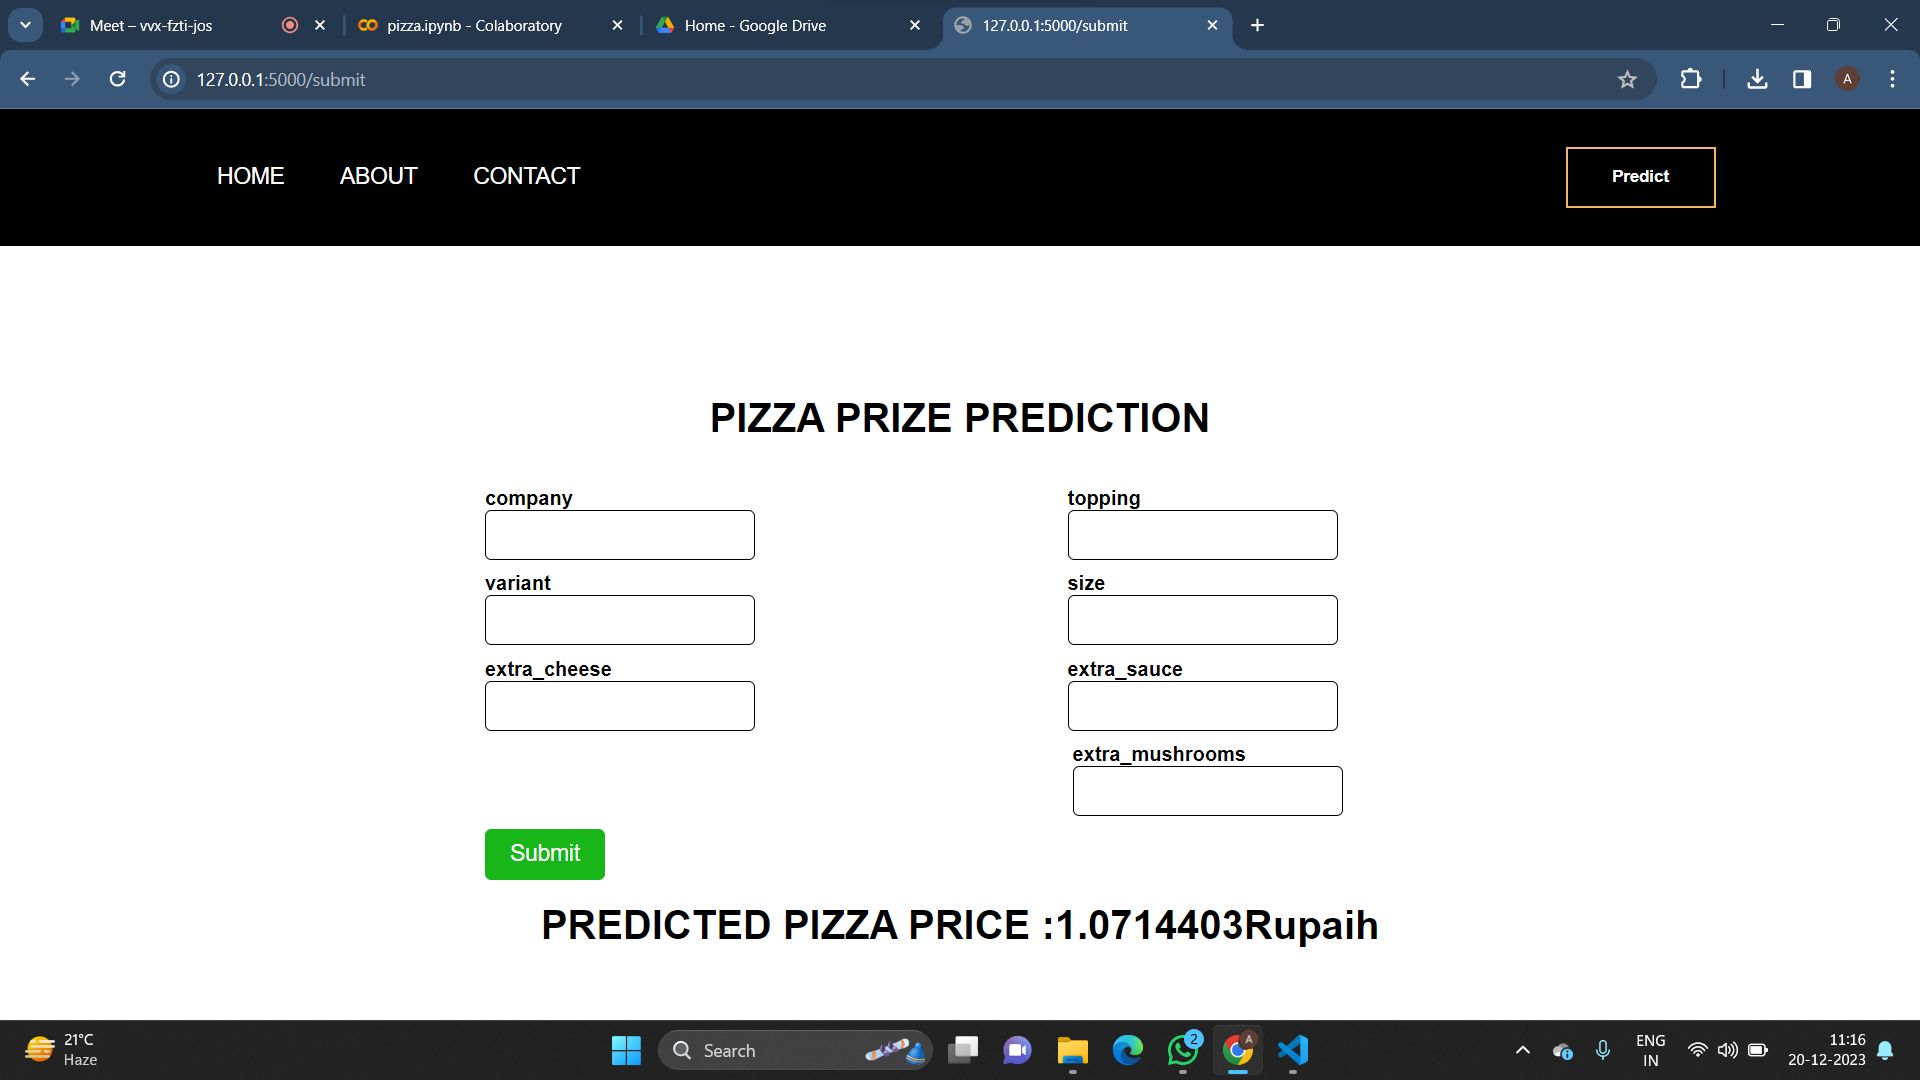 Meet – vvx-fzti-jos
pizza.ipynb - Colaboratory
Home - Google Drive
127.0.0.1:5000/submit
127.0.0.1:5000/submit
A
HOME
ABOUT
CONTACT
Predict
PIZZA PRIZE PREDICTION
company
topping
variant
size
extra_cheese
extra_sauce
extra_mushrooms
Submit
PREDICTED PIZZA PRICE :1.0714403Rupaih
21°C
Haze
Search
2
A
ENG
IN
11:16
20-12-2023